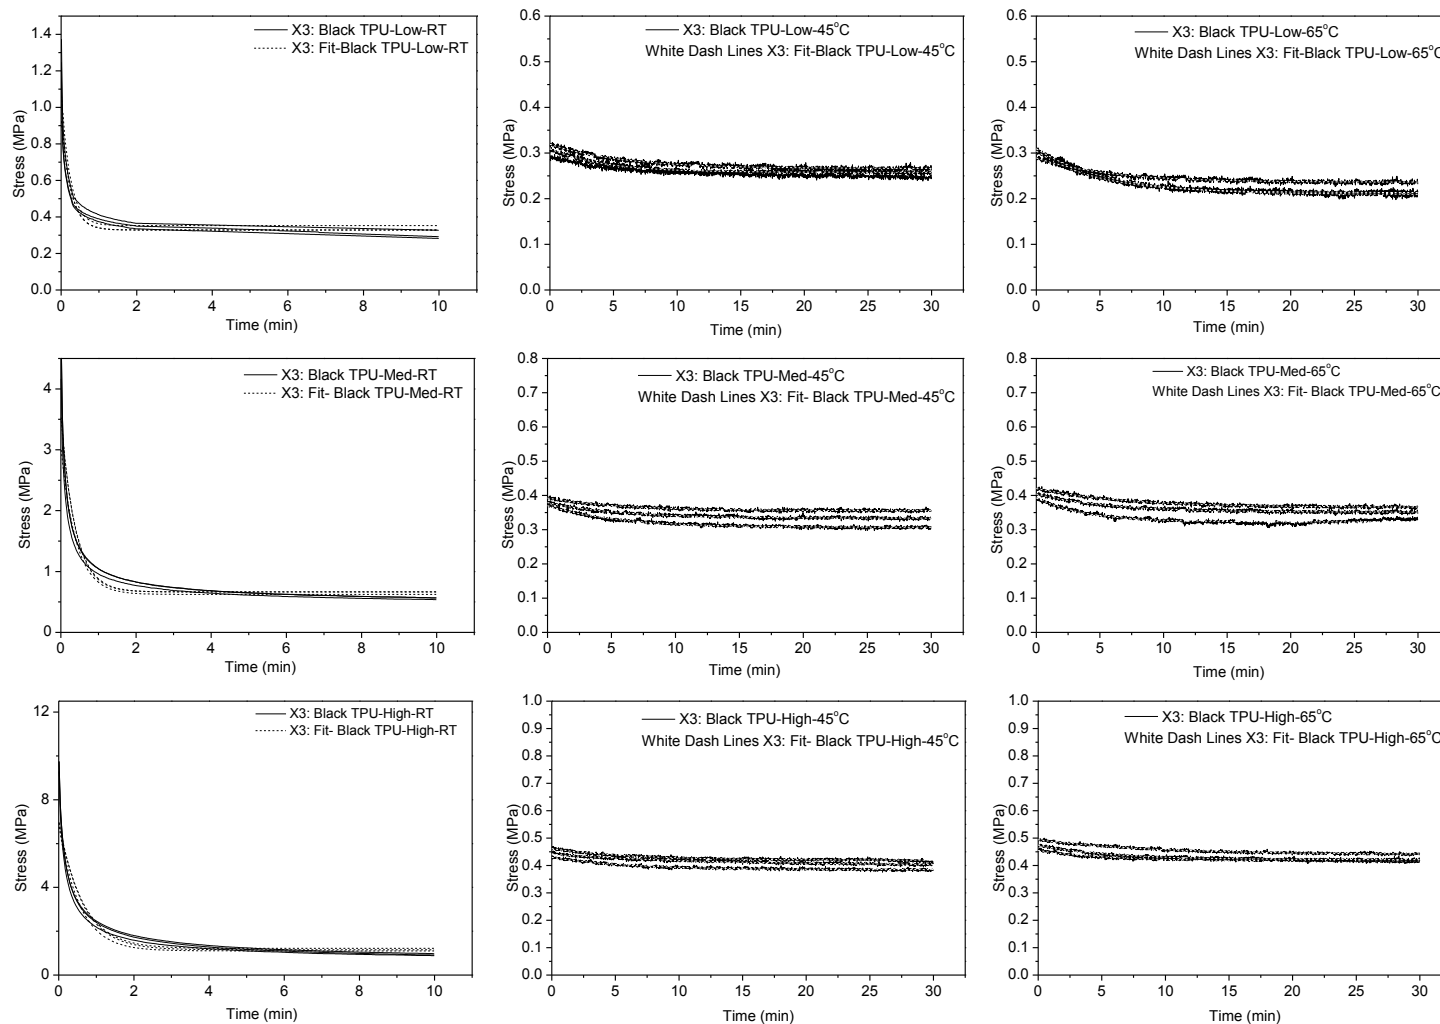 X3: Black TPU-Low-RT
X3: Fit-Black TPU-Low-RT
Stress (MPa)
1.4
1.2
1.0
0.8
0.6
0.4
0.2
0.0
0 2 4 6 8 10
Time (min)
X3: Black TPU-Low-45°C
White Dash Lines X3: Fit-Black TPU-Low-45°C
Stress (MPa)
0.6
0.5
0.4
0.3
0.2
0.1
0.0
0 5 10 15 20 25 30
Time (min)
X3: Black TPU-Low-65°C
White Dash Lines X3: Fit-Black TPU-Low-65°C
Stress (MPa)
0.6
0.5
0.4
0.3
0.2
0.1
0.0
0 5 10 15 20 25 30
Time (min)
X3: Black TPU-Med-RT
X3: Fit- Black TPU-Med-RT
Stress (MPa)
4
3
2
1
0
0 2 4 6 8 10
Time (min)
X3: Black TPU-Med-45°C
White Dash Lines X3: Fit- Black TPU-Med-45°C
Stress (MPa)
0.8
0.7
0.6
0.5
0.4
0.3
0.2
0.1
0.0
0 5 10 15 20 25 30
Time (min)
X3: Black TPU-Med-65°C
White Dash Lines X3: Fit- Black TPU-Med-65°C
Stress (MPa)
0.8
0.7
0.6
0.5
0.4
0.3
0.2
0.1
0.0
0 5 10 15 20 25 30
Time (min)
X3: Black TPU-High-RT
X3: Fit- Black TPU-High-RT
Stress (MPa)
12
8
4
0
0 2 4 6 8 10
Time (min)
X3: Black TPU-High-45°C
White Dash Lines X3: Fit- Black TPU-High-45°C
Stress (MPa)
1.0
0.9
0.8
0.7
0.6
0.5
0.4
0.3
0.2
0.1
0.0
0 5 10 15 20 25 30
Time (min)
X3: Black TPU-High-65°C
White Dash Lines X3: Fit- Black TPU-High-65°C
Stress (MPa)
1.0
0.9
0.8
0.7
0.6
0.5
0.4
0.3
0.2
0.1
0.0
0 5 10 15 20 25 30
Time (min)